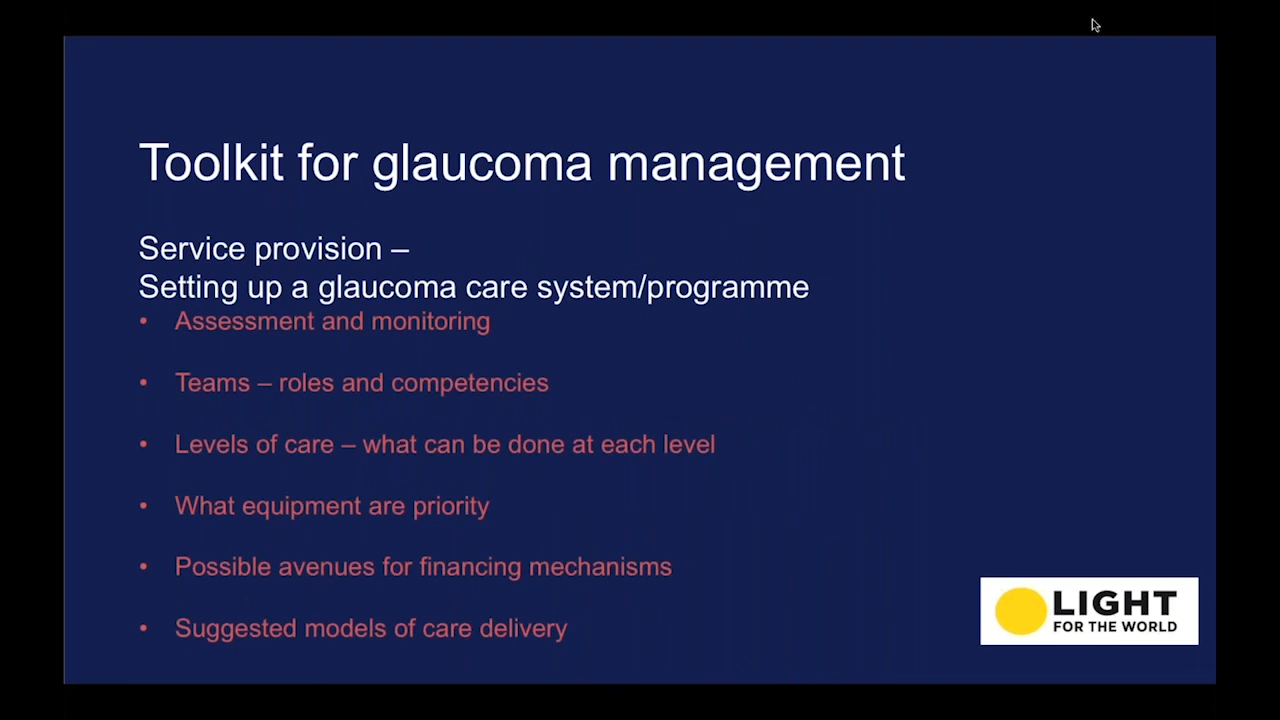 Toolkit for glaucoma management
Service provision –
Setting up a glaucoma care system/programme
• Assessment and monitoring
• Teams – roles and competencies
• Levels of care – what can be done at each level
• What equipment are priority
• Possible avenues for financing mechanisms
• Suggested models of care delivery
LIGHT
FOR THE WORLD